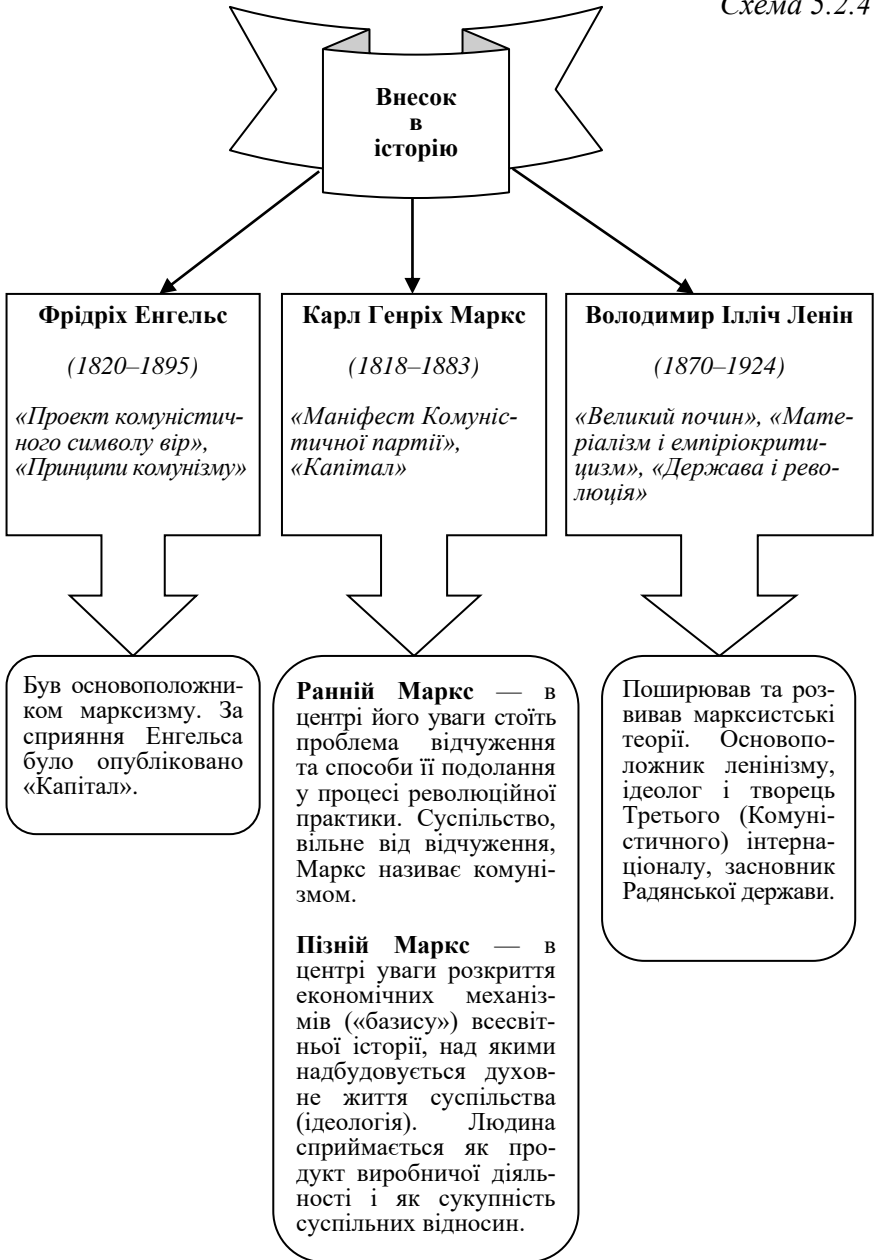 Схема 5.2.4
Внесок
в
історію
Фрідріх Енгельс
(1820–1895)
«Проект комуністич-
ного символу вір»,
«Принципи комунізму»
Карл Генріх Маркс
(1818–1883)
«Маніфест Комуніс-
тичної партії»,
«Капітал»
Володимир Ілліч Ленін
(1870–1924)
«Великий почин», «Мате-
ріалізм і емпіріокрити-
цизм», «Держава і рево-
люція»
Був основоположни-
ком марксизму. За
сприяння Енгельса
було опубліковано
«Капітал».
Ранній Маркс — в
центрі його уваги стоїть
проблема відчуження
та способи її подолання
у процесі революційної
практики. Суспільство,
вільне від відчуження,
Маркс називає комуні-
змом.
Пізній Маркс — в
центрі уваги розкриття
економічних механіз-
мів («базису») всесвіт-
ньої історії, над якими
надбудовується духов-
не життя суспільства
(ідеологія). Людина
сприймається як про-
дукт виробничої діяль-
ності і як сукупність
суспільних відносин.
Поширював та роз-
вивав марксистські
теорії. Основопо-
ложник ленінізму,
ідеолог і творець
Третього (Комуні-
стичного) інтерна-
ціоналу, засновник
Радянської держави.